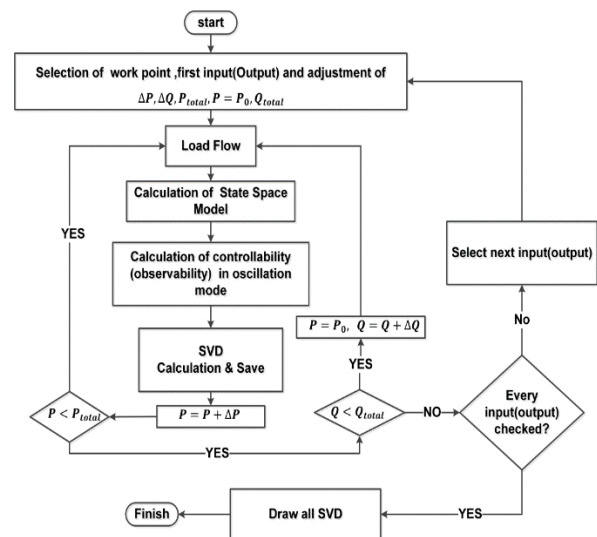 start
Selection of work point ,first input(Output) and adjustment of
ΔP, ΔQ, P_total, P = P_0, Q_total
Load Flow
Calculation of State Space
Model
YES
Calculation of controllability
(observability) in oscillation
mode
Select next input(output)
P = P_0, Q = Q + ΔQ
No
SVD
Calculation & Save
YES
P < P_total
P = P + ΔP
Q < Q_total
NO
Every
input(output)
checked?
YES
Finish
Draw all SVD
YES